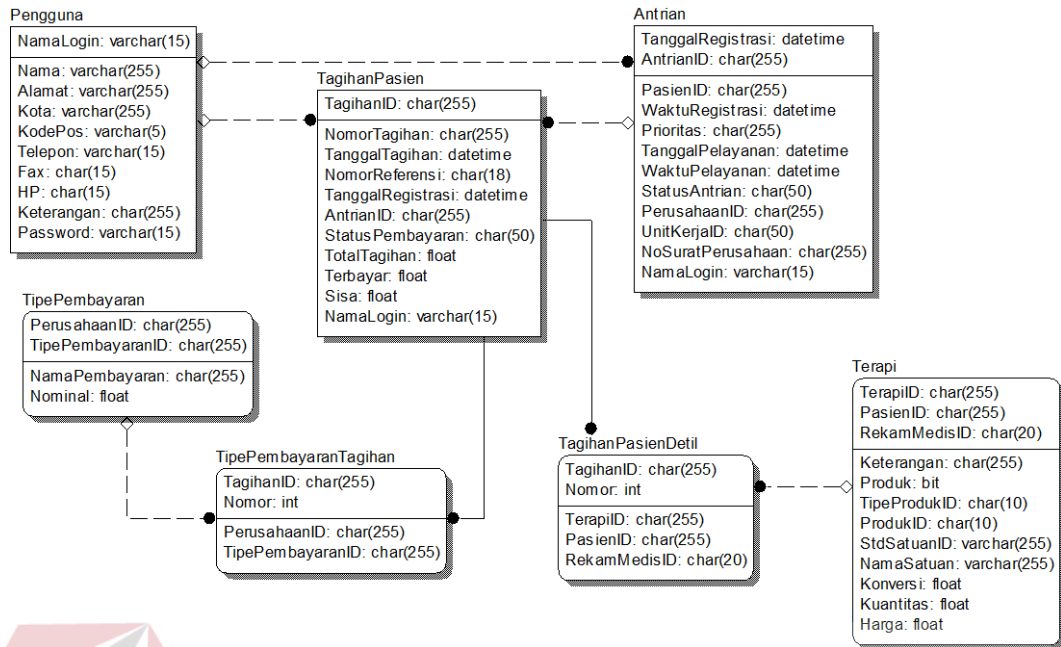 Pengguna
NamaLogin: varchar(15)
Nama: varchar(255)
Alamat: varchar(255)
Kota: varchar(255)
KodePos: varchar(5)
Telepon: varchar(15)
Fax: char(15)
HP: char(15)
Keterangan: char(255)
Password: varchar(15)
TagihanPasien
TagihanID: char(255)
NomorTagihan: char(255)
TanggalTagihan: datetime
NomorReferensi: char(18)
TanggalRegistrasi: datetime
AntrianID: char(255)
StatusPembayaran: char(50)
TotalTagihan: float
Terbayar: float
Sisa: float
NamaLogin: varchar(15)
Antrian
TanggalRegistrasi: datetime
AntrianID: char(255)
PasienID: char(255)
WaktuRegistrasi: datetime
Prioritas: char(255)
TanggalPelayanan: datetime
WaktuPelayanan: datetime
StatusAntrian: char(50)
PerusahaanID: char(255)
UnitKerjaID: char(50)
NoSuratPerusahaan: char(255)
NamaLogin: varchar(15)
TipePembayaran
PerusahaanID: char(255)
TipePembayaranID: char(255)
NamaPembayaran: char(255)
Nominal: float
TipePembayaranTagihan
TagihanID: char(255)
Nomor: int
PerusahaanID: char(255)
TipePembayaranID: char(255)
TagihanPasienDetil
TagihanID: char(255)
Nomor: int
TerapiID: char(255)
PasienID: char(255)
RekamMedisID: char(20)
Terapi
TerapiID: char(255)
PasienID: char(255)
RekamMedisID: char(20)
Keterangan: char(255)
Produk: bit
TipeProdukID: char(10)
ProdukID: char(10)
StdSatuanID: varchar(255)
NamaSatuan: varchar(255)
Konversi: float
Kuantitas: float
Harga: float